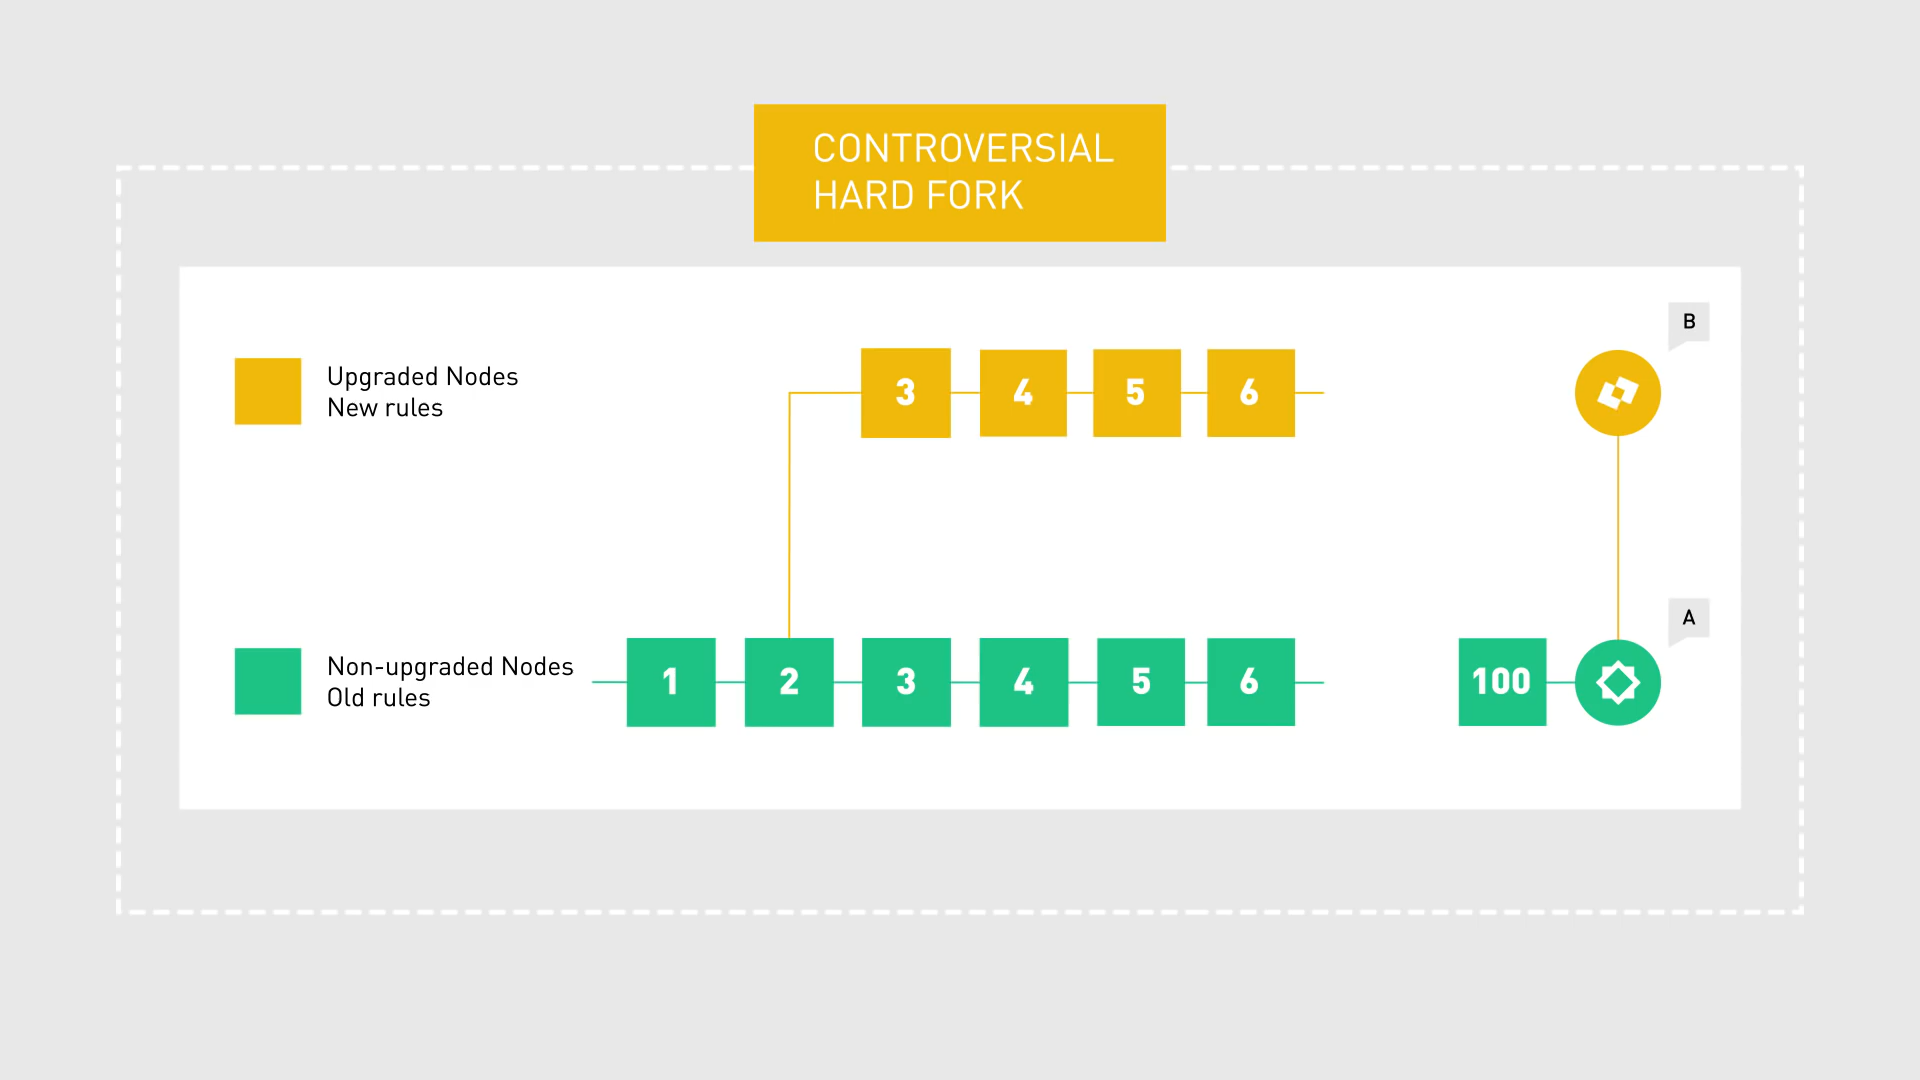 CONTROVERSIAL
HARD FORK
B
Upgraded Nodes
New rules
3 4 5 6
A
Non-upgraded Nodes
Old rules
1 2 3 4 5 6 100